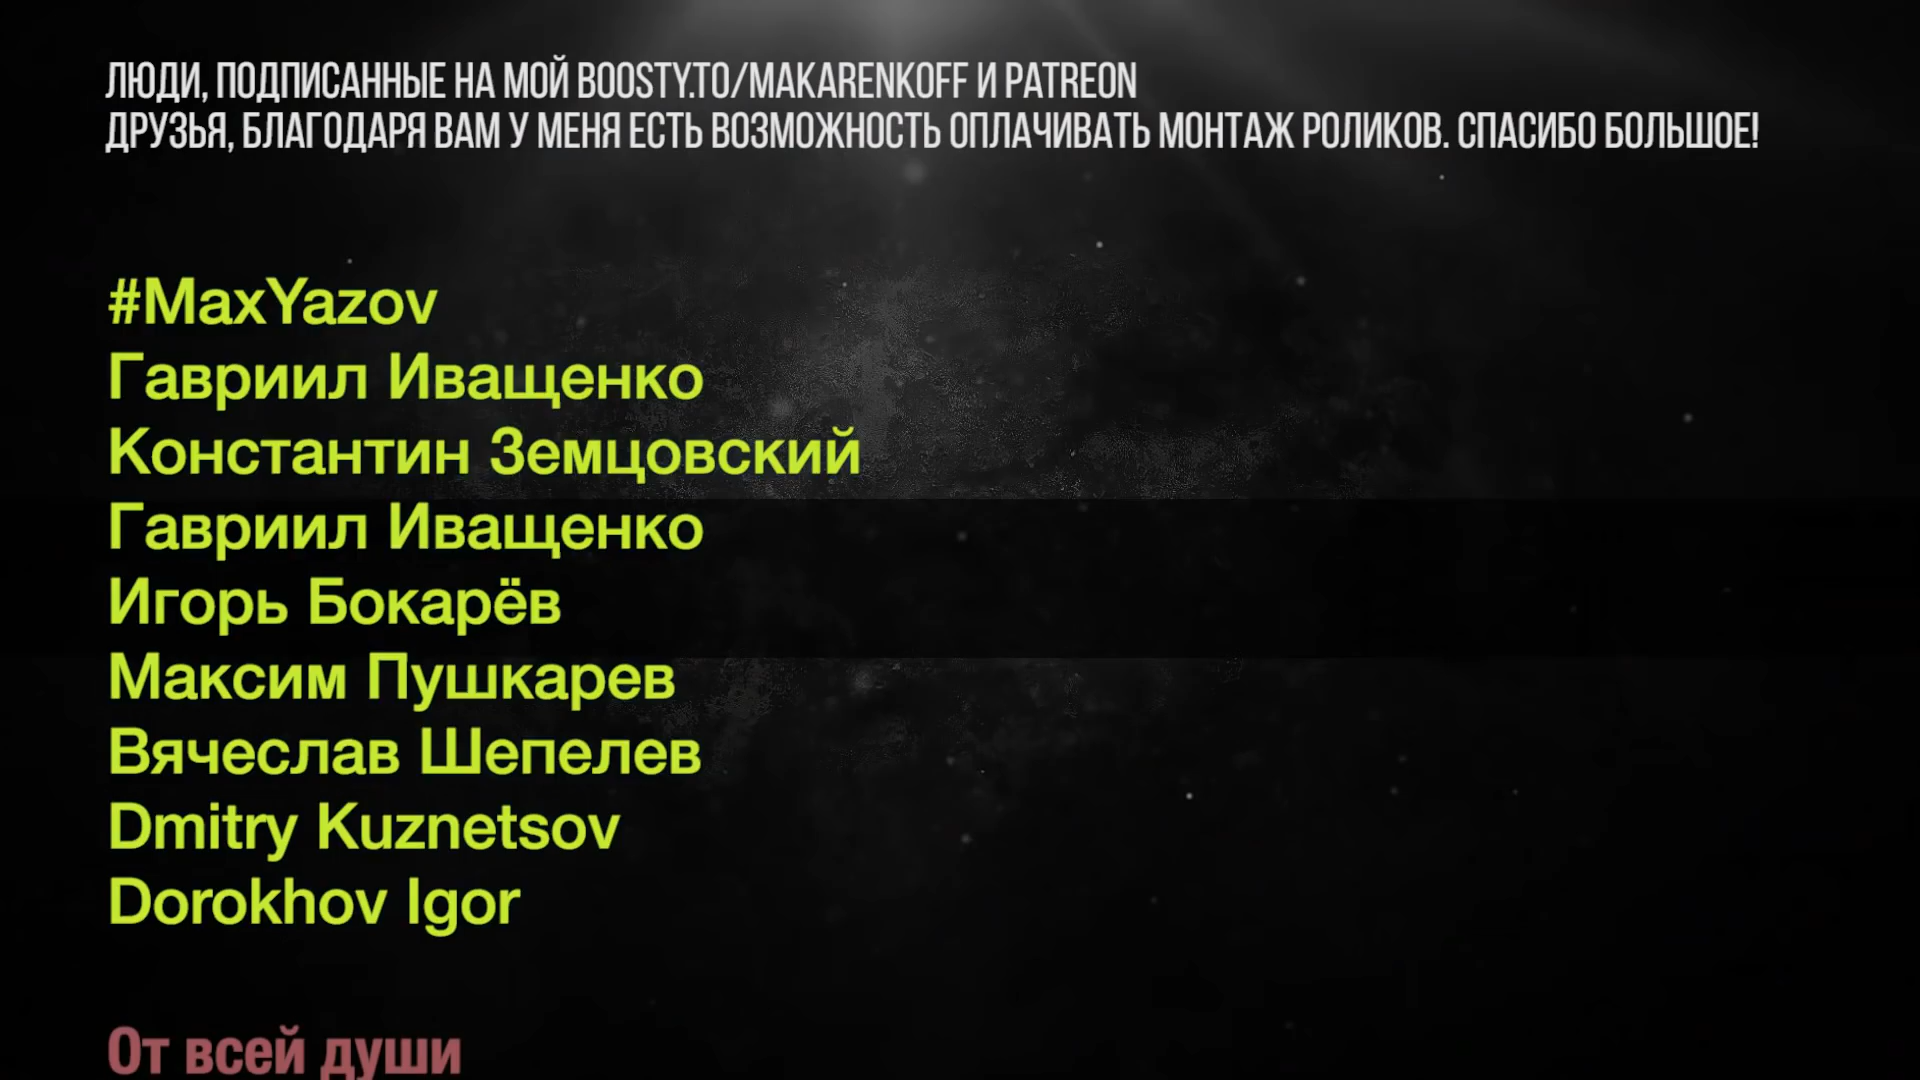 ЛЮДИ, ПОДПИСАННЫЕ НА МОЙ BOOSTY.TO/MAKARENKOFF И PATREON
ДРУЗЬЯ, БЛАГОДАРЯ ВАМ У МЕНЯ ЕСТЬ ВОЗМОЖНОСТЬ ОПЛАЧИВАТЬ МОНТАЖ РОЛИКОВ. СПАСИБО БОЛЬШОЕ!
#MaxYazov
Гавриил Иващенко
Константин Земцовский
Гавриил Иващенко
Игорь Бокарёв
Максим Пушкарев
Вячеслав Шепелев
Dmitry Kuznetsov
Dorokhov Igor
От всей души